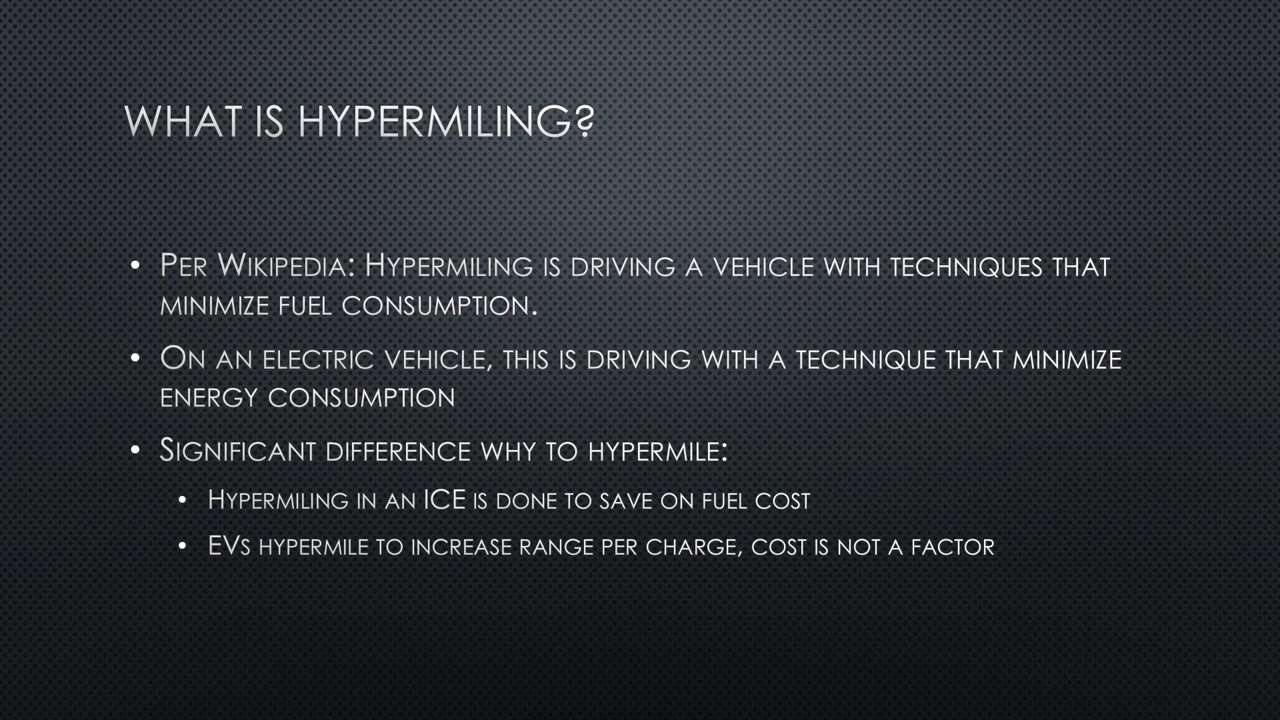 WHAT IS HYPERMILING?
• PER WIKIPEDIA: HYPERMILING IS DRIVING A VEHICLE WITH TECHNIQUES THAT
MINIMIZE FUEL CONSUMPTION.
• ON AN ELECTRIC VEHICLE, THIS IS DRIVING WITH A TECHNIQUE THAT MINIMIZE
ENERGY CONSUMPTION
• SIGNIFICANT DIFFERENCE WHY TO HYPERMILE:
• HYPERMILING IN AN ICE IS DONE TO SAVE ON FUEL COST
• EVS HYPERMILE TO INCREASE RANGE PER CHARGE, COST IS NOT A FACTOR